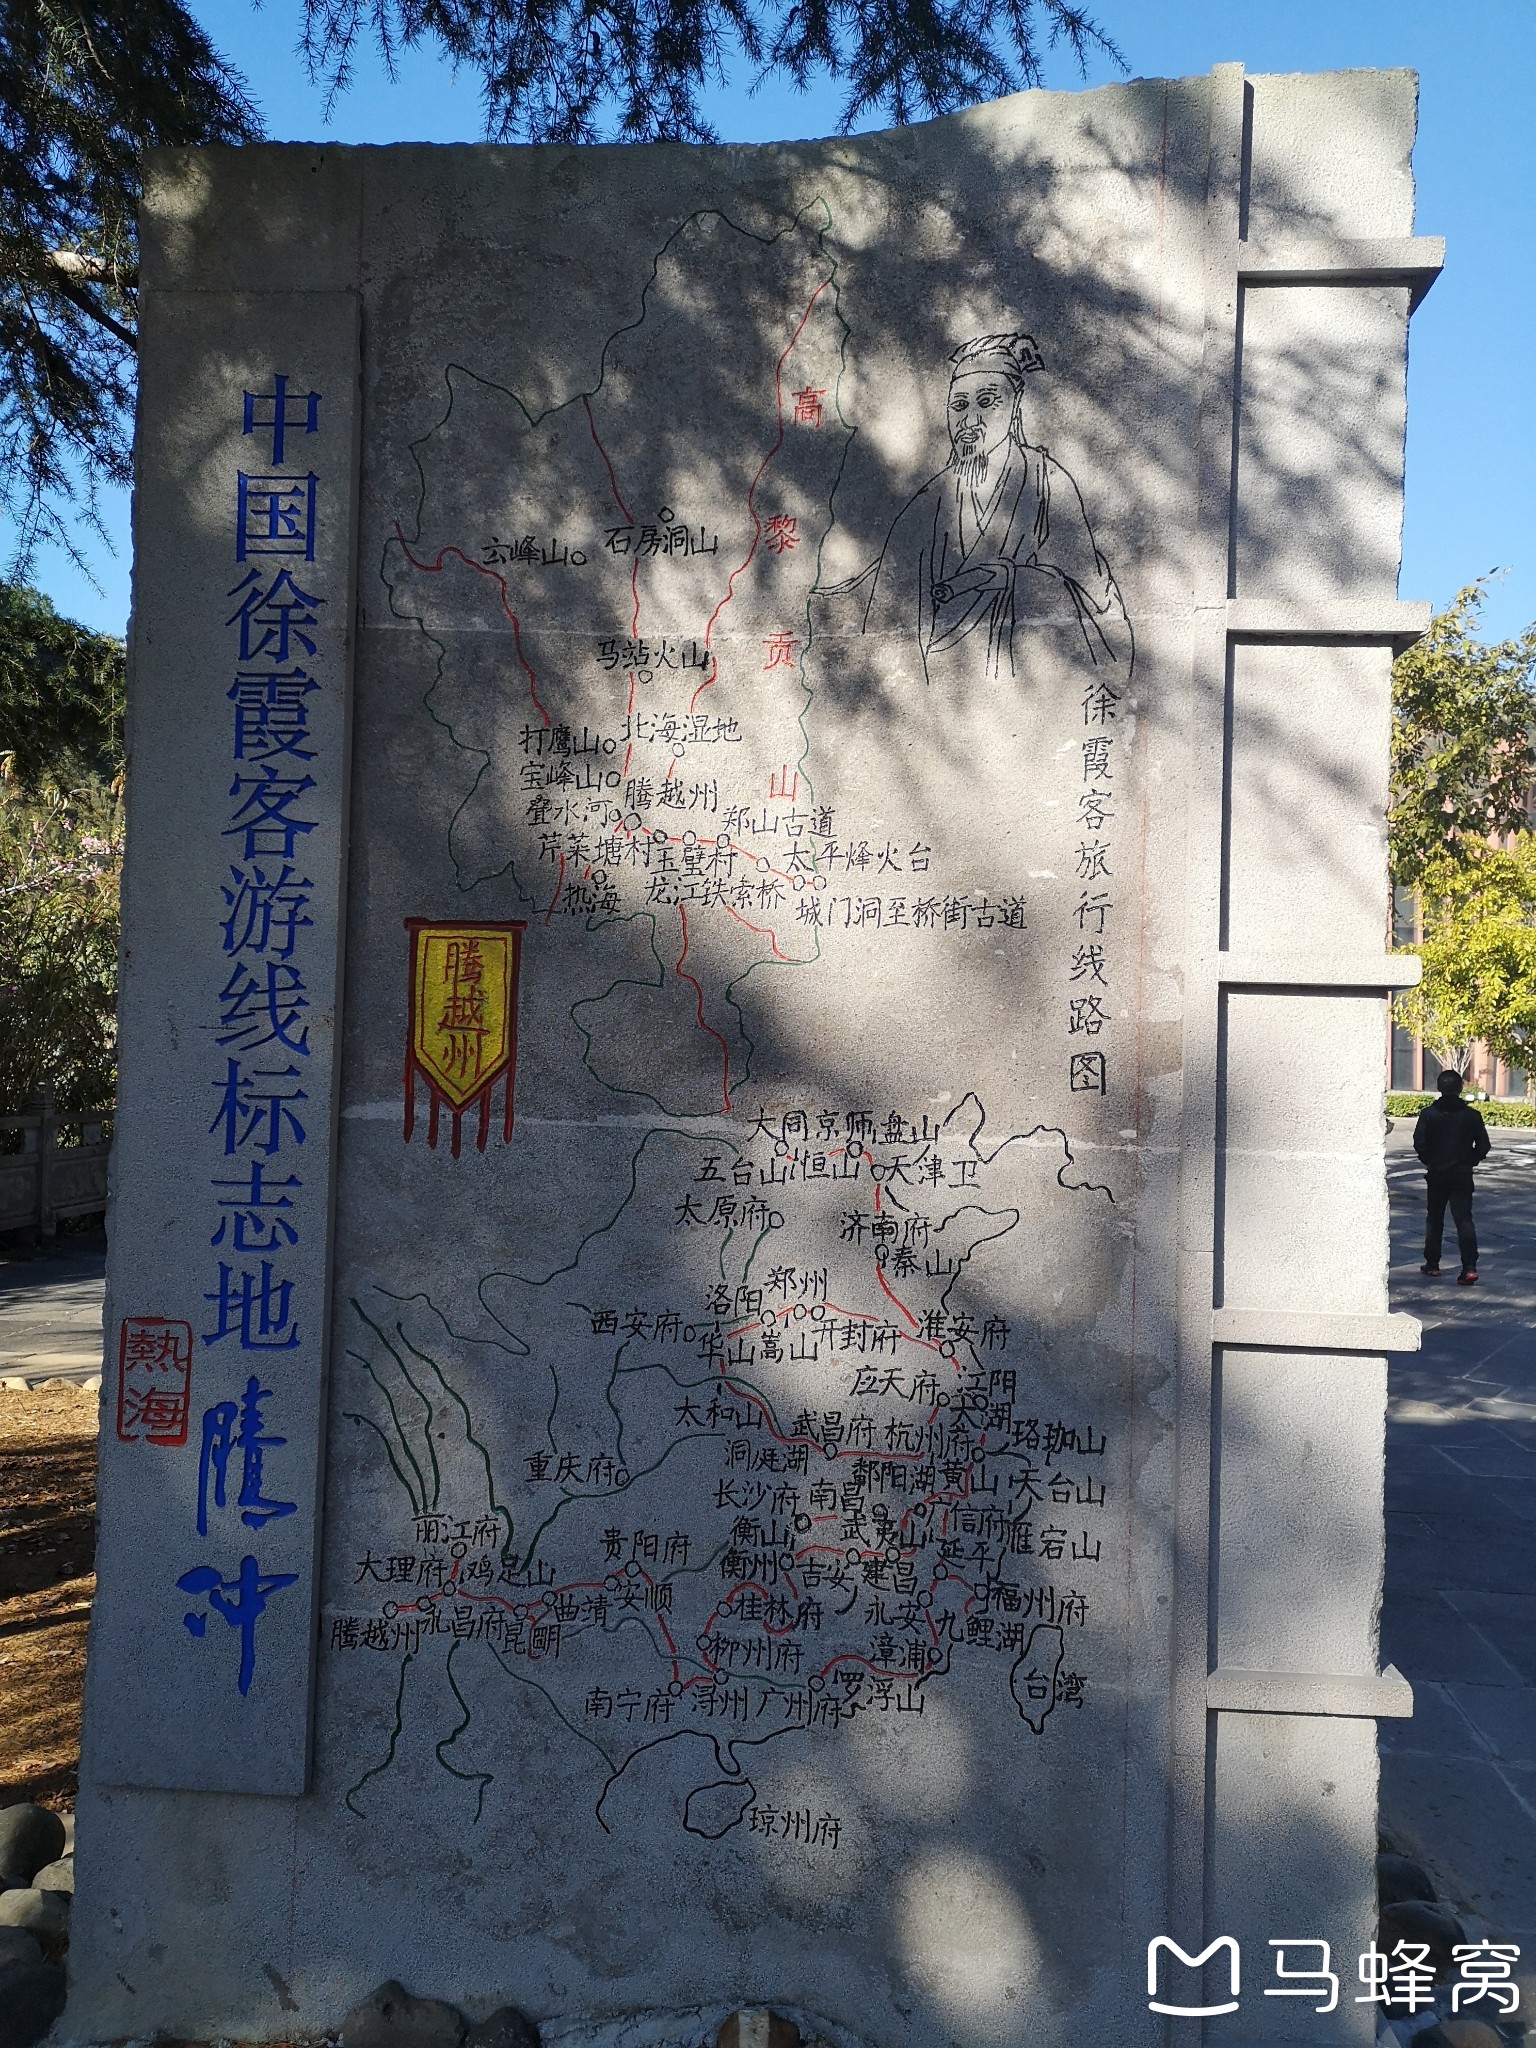 中国徐霞客游线标志地
腾冲
熱海
高黎贡山
云峰山
石房洞山
马站火山
打鹰山
北海湿地
宝峰山
叠水河
腾越州
郑山古道
芹菜塘村
玉壁村
太平烽火台
热海
龙江铁索桥
城门洞至桥街古道
腾越州
徐霞客旅行线路图
大同
京师
盘山
五台山
恒山
天津卫
太原府
济南府
秦山
郑州
洛阳
西安府
华山
嵩山
开封府
淮安府
应天府
江阳
太湖
太和山
武昌府
杭州府
珞珈山
洞庭湖
重庆府
鄱阳湖
黄山
天台山
长沙府
南昌
广信府
丽江府
衡山
武夷山
雁宕山
贵阳府
延平
大理府
鸡足山
衡州
吉安
建昌
安顺
曲靖
桂林府
永安
福州府
腾越州
永昌府
昆明
九鲤湖
柳州府
漳浦
南宁府
浔州
广州府
罗浮山
台湾
琼州府
马蜂窝